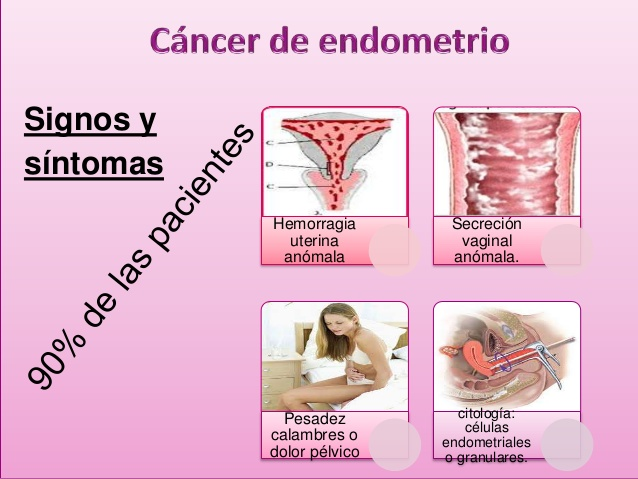 Cáncer de endometrio
Signos y
síntomas
90% de las pacientes
C
D
C
Hemorragia
uterina
anómala
Secreción
vaginal
anómala.
Pesadez
calambres o
dolor pélvico
citología:
células
endometriales
o granulares.